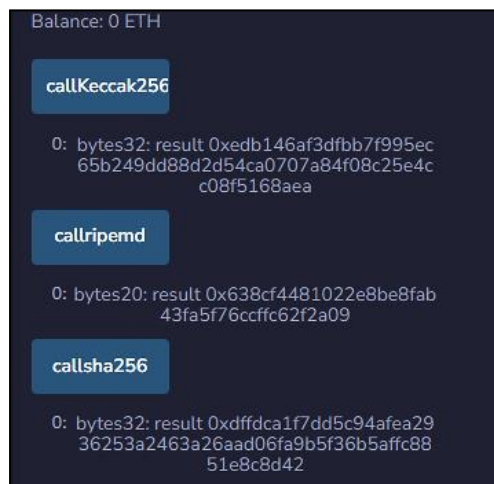 Balance: 0 ETH
callKeccak256
0: bytes32: result 0xedb146af3dfbb7f995ec
65b249dd88d2d54ca0707a84f08c25e4c
c08f5168aea
callripemd
0: bytes20: result 0x638cf4481022e8be8fab
43fa5f76ccffc62f2a09
callsha256
0: bytes32: result 0xdffdca1f7dd5c94afea29
36253a2463a26aad06fa9b5f36b5affc88
51e8c8d42